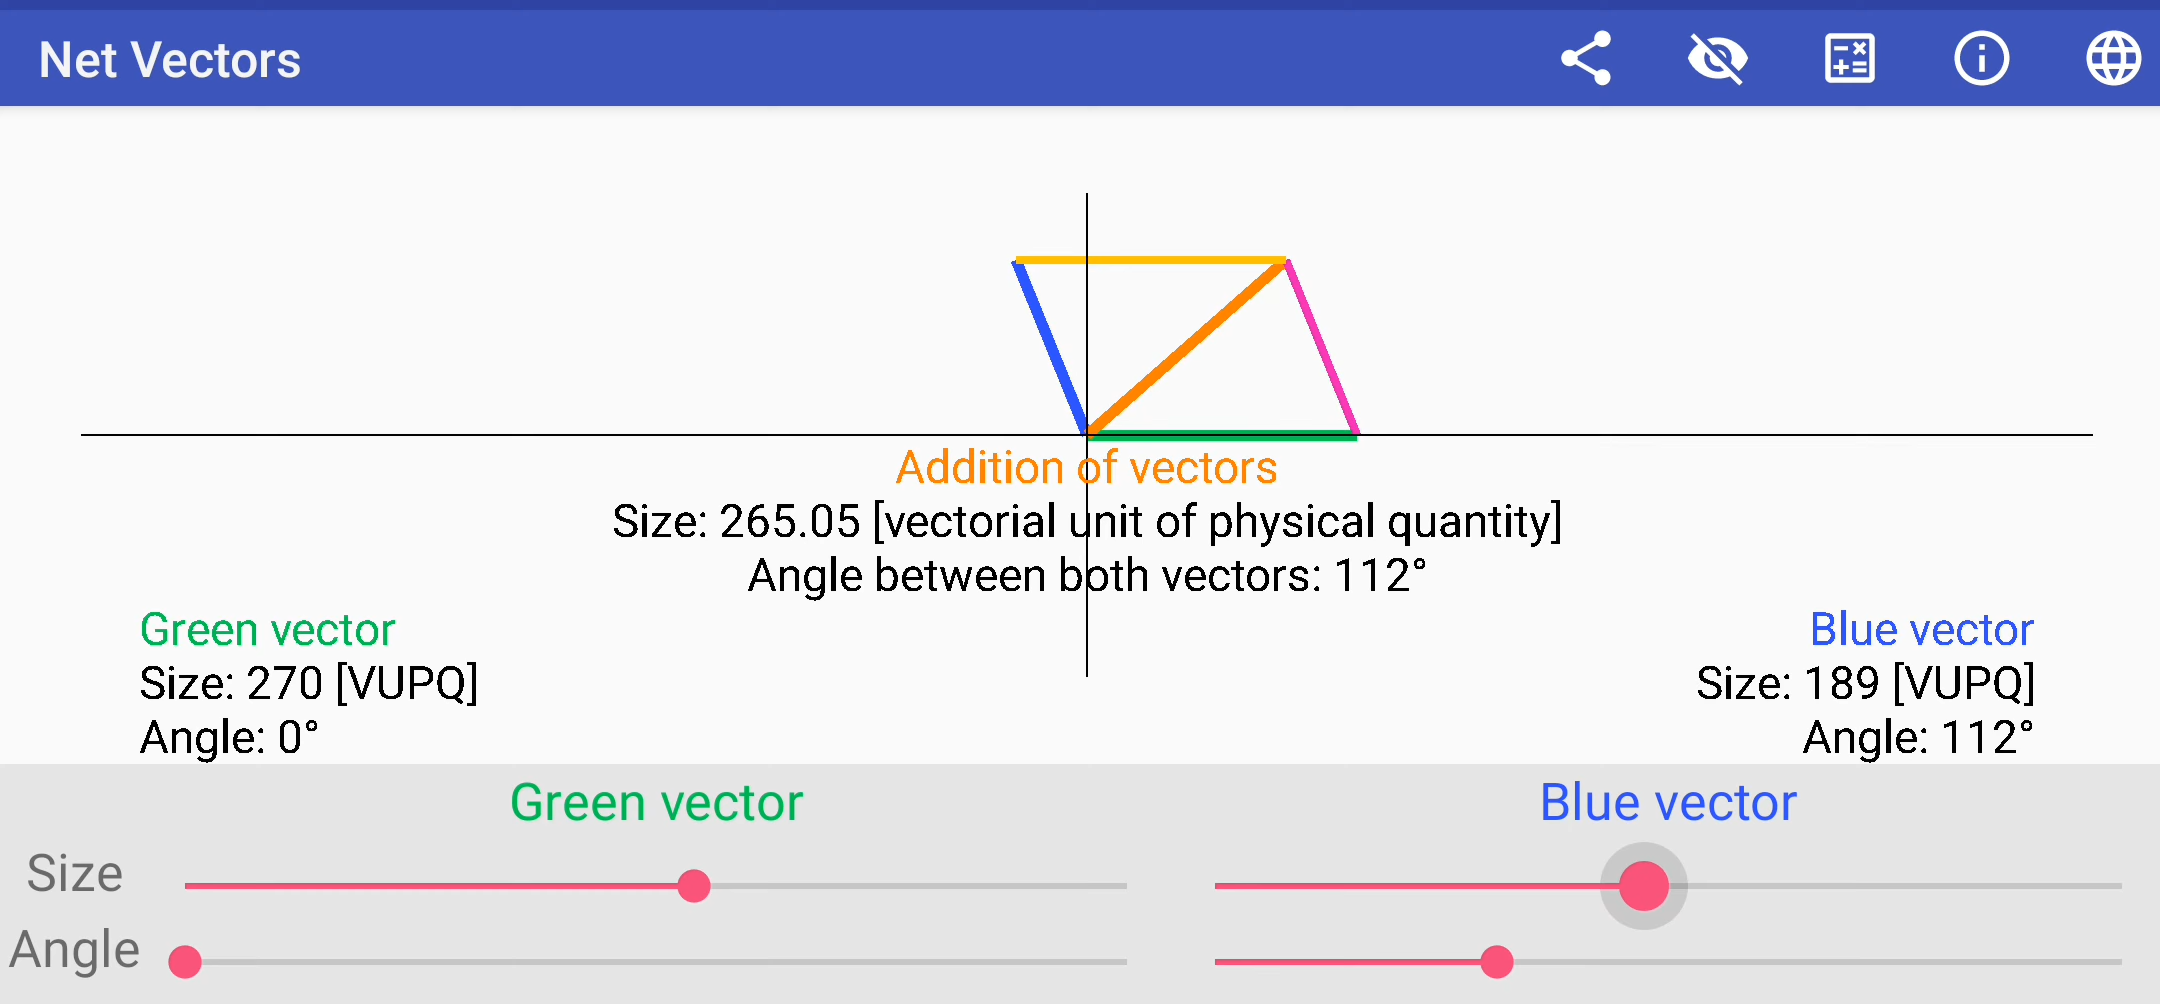 Net Vectors
Addition of vectors
Size: 265.05 [vectorial unit of physical quantity]
Angle between both vectors: 112°
Green vector
Size: 270 [VUPQ]
Angle: 0°
Blue vector
Size: 189 [VUPQ]
Angle: 112°
Green vector
Blue vector
Size
Angle